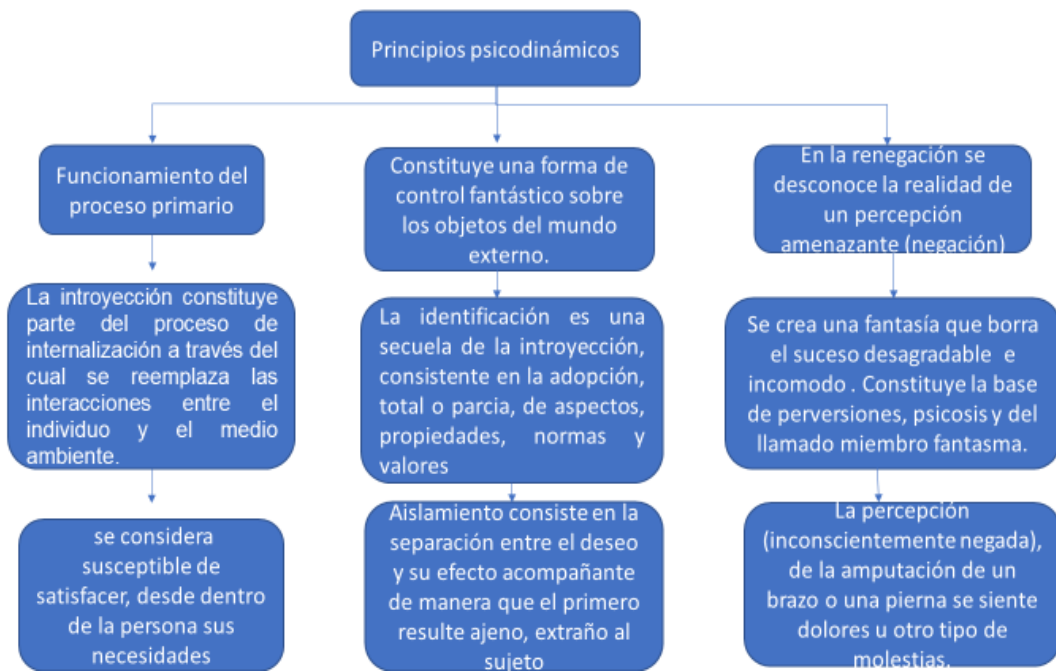 Principios psicodinámicos
Funcionamiento del
proceso primario
La introyección constituye
parte del proceso de
internalización a través del
cual se reemplaza las
interacciones entre el
individuo y el medio
ambiente.
se considera
susceptible de
satisfacer, desde dentro
de la persona sus
necesidades
Constituye una forma de
control fantástico sobre
los objetos del mundo
externo.
La identificación es una
secuela de la introyección,
consistente en la adopción,
total o parcia, de aspectos,
propiedades, normas y
valores
Aislamiento consiste en la
separación entre el deseo
y su efecto acompañante
de manera que el primero
resulte ajeno, extraño al
sujeto
En la renegación se
desconoce la realidad de
un percepción
amenazante (negación)
Se crea una fantasía que borra
el suceso desagradable e
incomodo . Constituye la base
de perversiones, psicosis y del
llamado miembro fantasma.
La percepción
(inconscientemente negada),
de la amputación de un
brazo o una pierna se siente
dolores u otro tipo de
molestias.